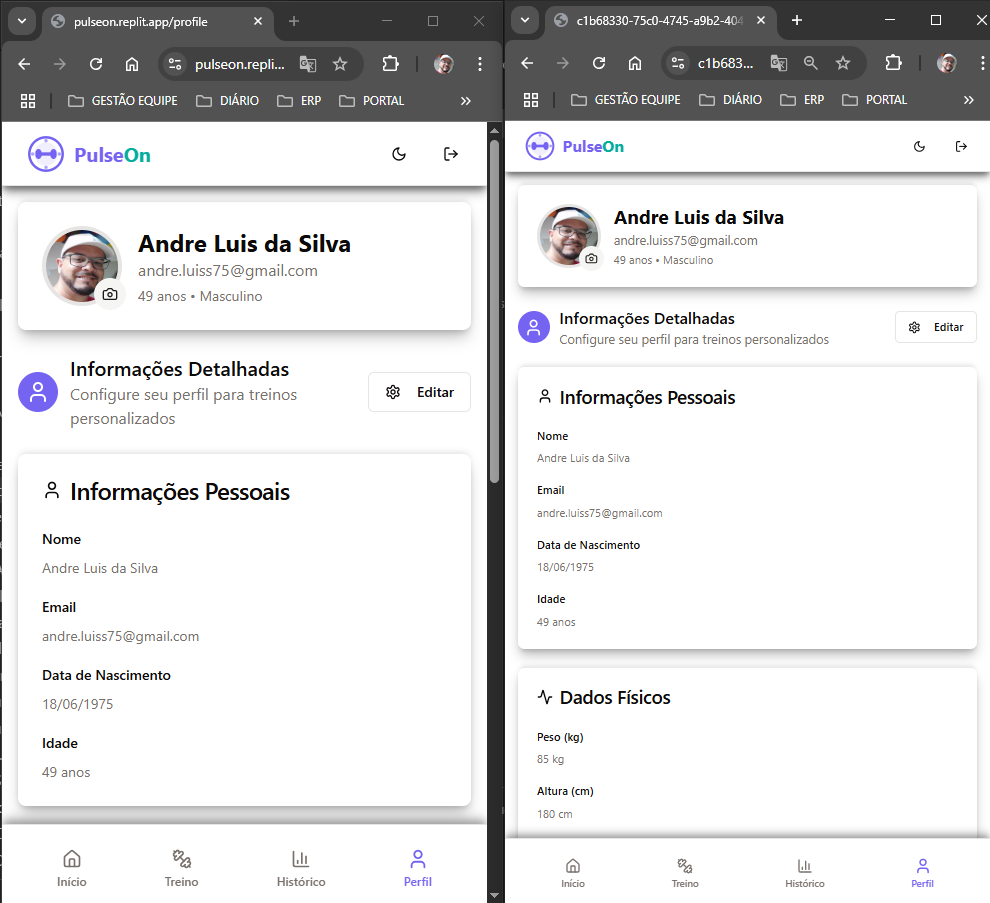 pulseon.replit.app/profile
pulseon.repli...
GESTÃO EQUIPE
DIÁRIO
ERP
PORTAL
PulseOn
Andre Luis da Silva
andre.luiss75@gmail.com
49 anos • Masculino
Informações Detalhadas
Configure seu perfil para treinos
personalizados
Editar
Informações Pessoais
Nome
Andre Luis da Silva
Email
andre.luiss75@gmail.com
Data de Nascimento
18/06/1975
Idade
49 anos
Início
Treino
Histórico
Perfil
c1b68330-75c0-4745-a9b2-404
c1b683...
GESTÃO EQUIPE
DIÁRIO
ERP
PORTAL
PulseOn
Andre Luis da Silva
andre.luiss75@gmail.com
49 anos • Masculino
Informações Detalhadas
Configure seu perfil para treinos personalizados
Editar
Informações Pessoais
Nome
Andre Luis da Silva
Email
andre.luiss75@gmail.com
Data de Nascimento
18/06/1975
Idade
49 anos
Dados Físicos
Peso (kg)
85 kg
Altura (cm)
180 cm
Início
Treino
Histórico
Perfil